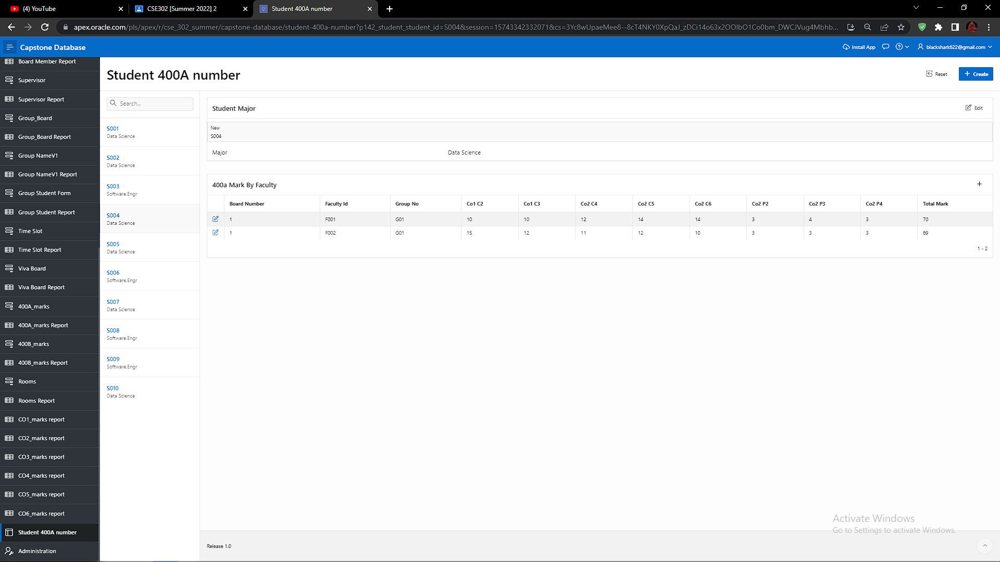 (4) YouTube
CSE302 [Summer 2022] 2
Student 400A number
apex.oracle.com/pls/apex/r/cse_302_summer/capstone-database/student-400a-number?p142_student_student_id=S004&session=15743342332071&cs=3Yc8wUpaeMee8--8cT4NKY0XpQaJ_zDCi14o63x2OOIbO1Co0bm_DWCJVug4Mbhb...
Capstone Database
Install App
blackshark622@gmail.com
Board Member Report
Supervisor
Supervisor Report
Group_Board
Group_Board Report
Group NameV1
Group NameV1 Report
Group Student Form
Group Student Report
Time Slot
Time Slot Report
Viva Board
Viva Board Report
400A_marks
400A_marks Report
400B_marks
400B_marks Report
Rooms
Rooms Report
CO1_marks report
CO2_marks report
CO3_marks report
CO4_marks report
CO5_marks report
CO6_marks report
Student 400A number
Administration
Student 400A number
Reset
Create
Search...
S001
Data Science
S002
Data Science
S003
Software.Engr
S004
Data Science
S005
Data Science
S006
Software.Engr
S007
Data Science
S008
Software.Engr
S009
Software.Engr
S010
Data Science
Student Major
Edit
New
S004
Major Data Science
400a Mark By Faculty
Board Number Faculty Id Group No Co1 C2 Co1 C3 Co2 C4 Co2 C5 Co2 C6 Co2 P2 Co2 P3 Co2 P4 Total Mark
1 F001 G01 10 10 12 14 14 3 4 3 70
1 F002 G01 15 12 11 12 10 3 3 3 69
1 - 2
Activate Windows
Go to Settings to activate Windows.
Release 1.0